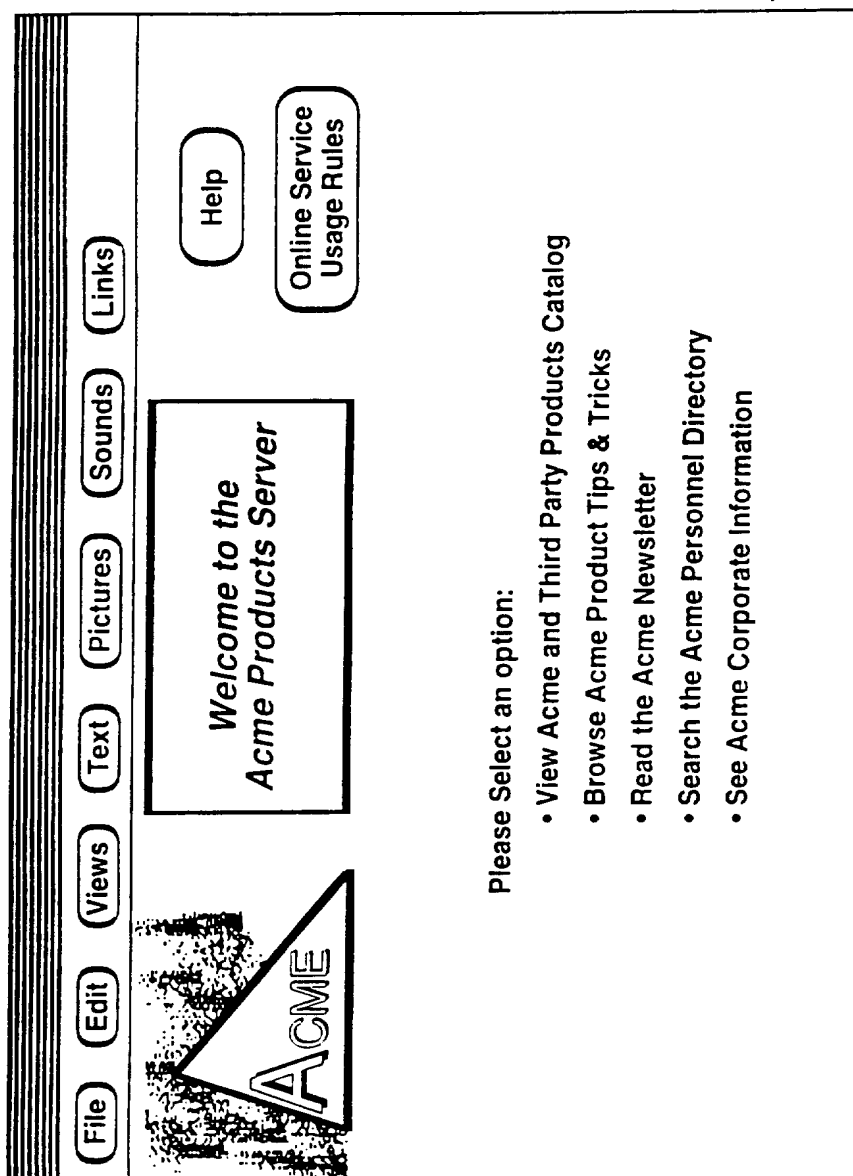 File Edit Views Text Pictures Sounds Links
ACME
Welcome to the
Acme Products Server
Help
Online Service
Usage Rules
Please Select an option:
• View Acme and Third Party Products Catalog
• Browse Acme Product Tips & Tricks
• Read the Acme Newsletter
• Search the Acme Personnel Directory
• See Acme Corporate Information